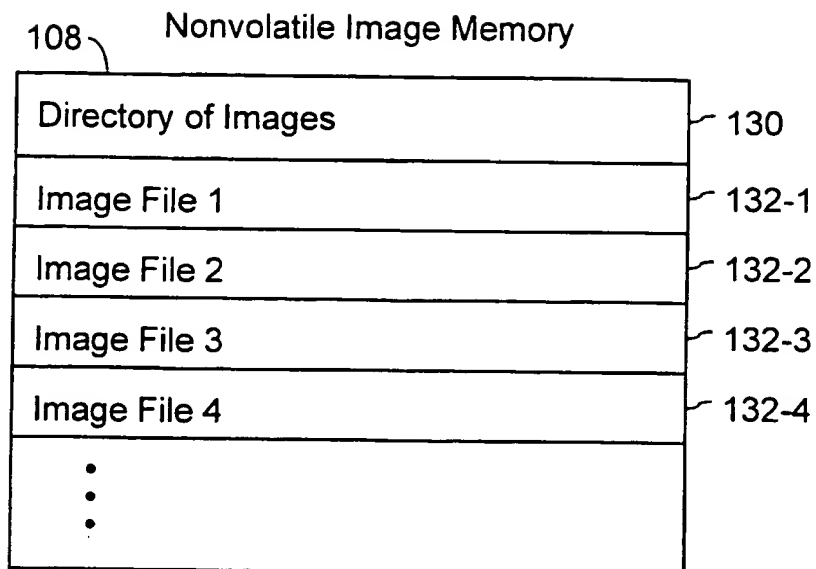 Nonvolatile Image Memory
108
Directory of Images 130
Image File 1 132-1
Image File 2 132-2
Image File 3 132-3
Image File 4 132-4